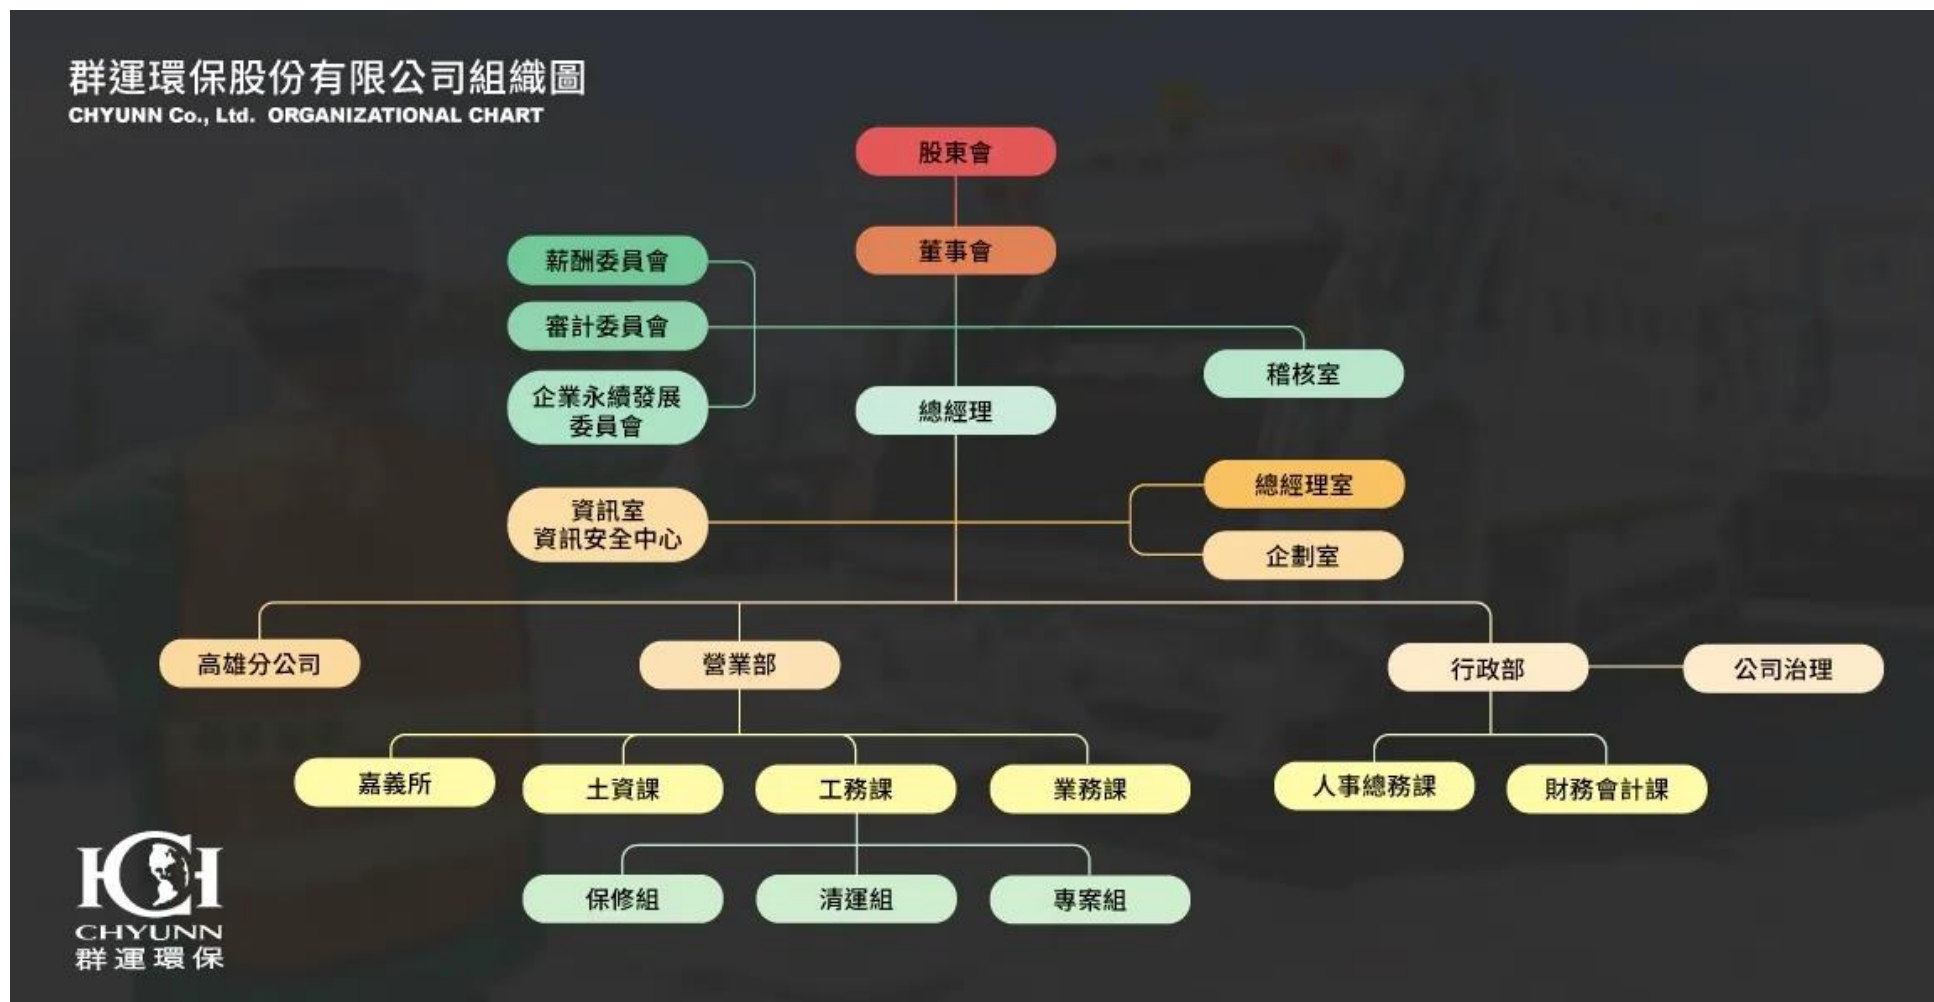 群運環保股份有限公司組織圖
CHYUNN Co., Ltd. ORGANIZATIONAL CHART
股東會
董事會
薪酬委員會
審計委員會
企業永續發展
委員會
稽核室
總經理
總經理室
資訊室
資訊安全中心
企劃室
高雄分公司
營業部
行政部
公司治理
嘉義所
土資課
工務課
業務課
人事總務課
財務會計課
保修組
清運組
專案組
CHYUNN
群運環保